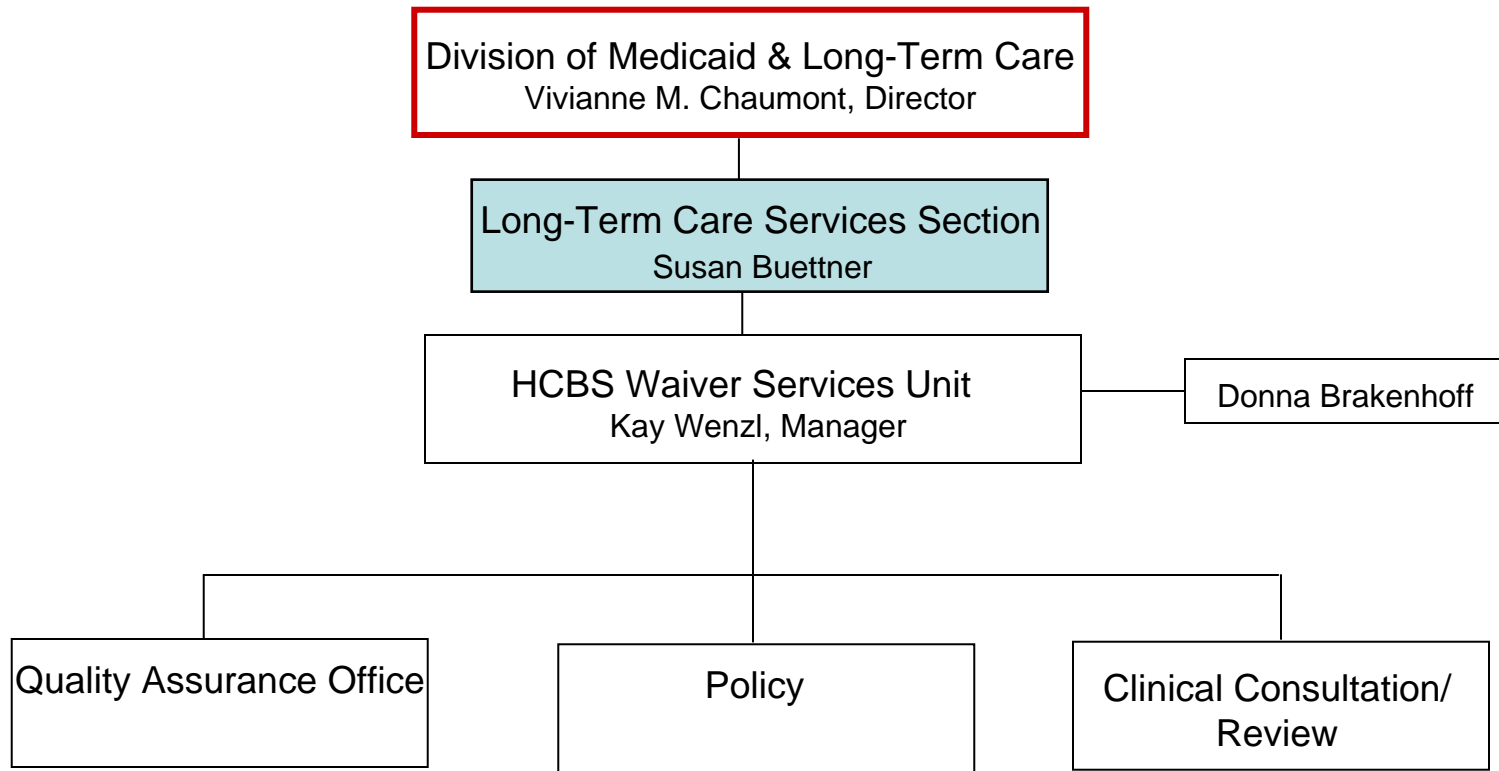 Division of Medicaid & Long-Term Care
Vivianne M. Chaumont, Director
Long-Term Care Services Section
Susan Buettner
HCBS Waiver Services Unit
Kay Wenzl, Manager
Donna Brakenhoff
Quality Assurance Office
Policy
Clinical Consultation/
Review